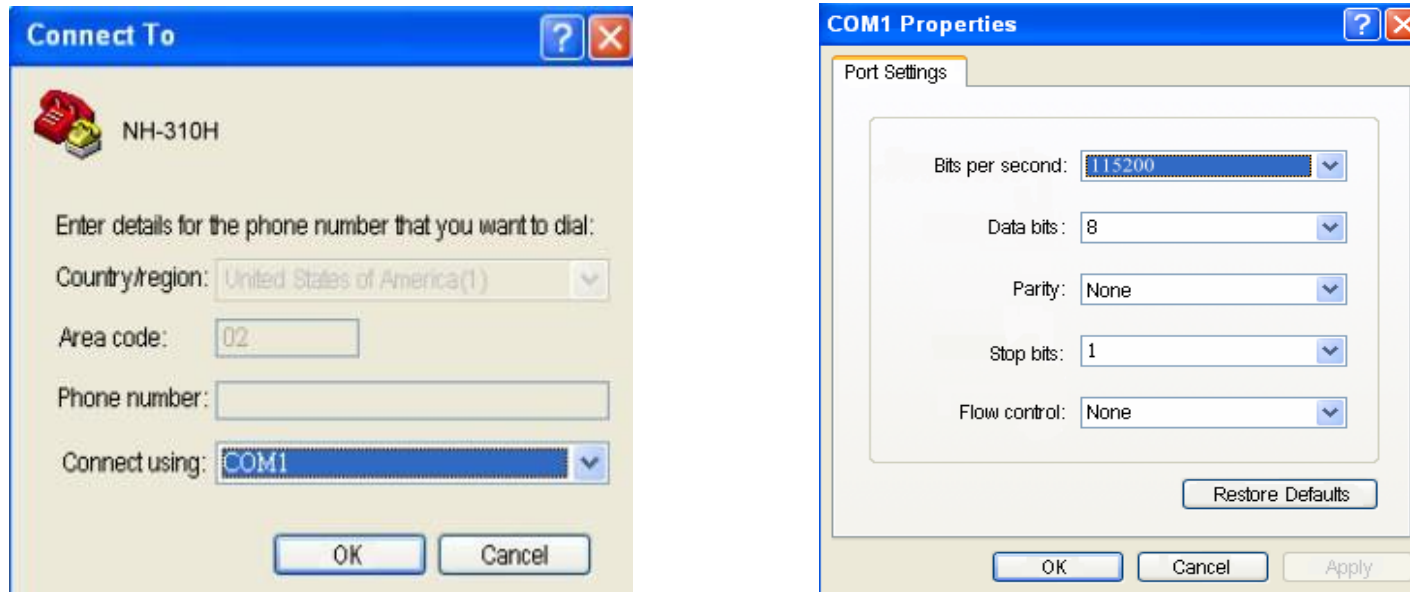 Connect To
NH-310H
Enter details for the phone number that you want to dial:
Country/region: United States of America(1)
Area code: 02
Phone number:
Connect using: COM1
OK Cancel
COM1 Properties
Port Settings
Bits per second: 115200
Data bits: 8
Parity: None
Stop bits: 1
Flow control: None
Restore Defaults
OK Cancel Apply